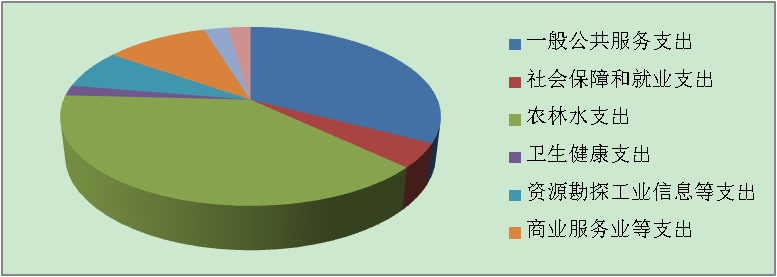 一般公共服务支出
社会保障和就业支出
农林水支出
卫生健康支出
资源勘探工业信息等支出
商业服务业等支出